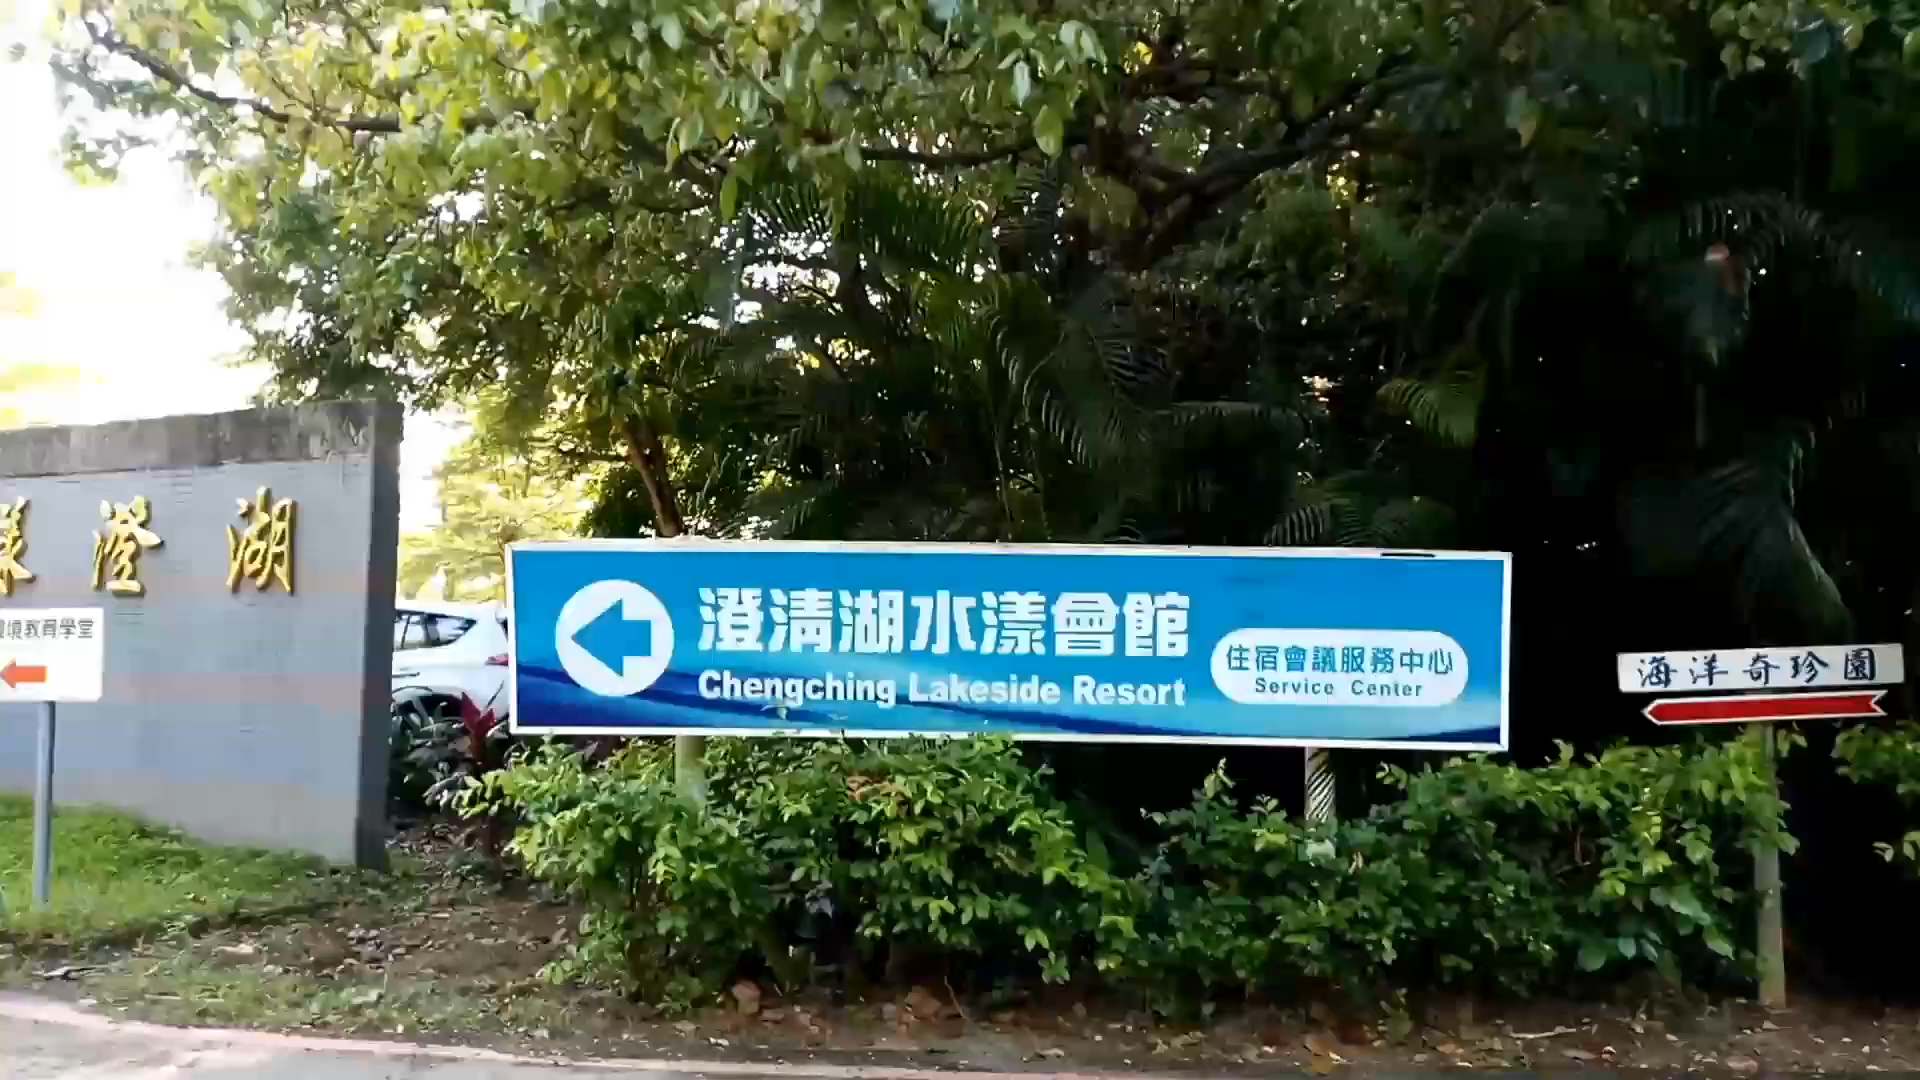 澄湖
境教育學堂
澄清湖水漾會館
Chengching Lakeside Resort
住宿會議服務中心
Service Center
海洋奇珍園